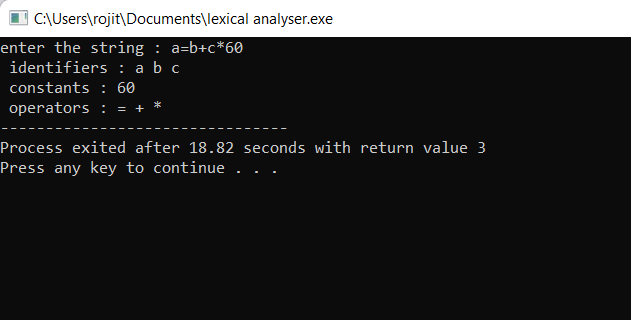 C:\Users\rojit\Documents\lexical analyser.exe
enter the string : a=b+c*60
 identifiers : a b c
 constants : 60
 operators : = + *
--------------------------------
Process exited after 18.82 seconds with return value 3
Press any key to continue . . .